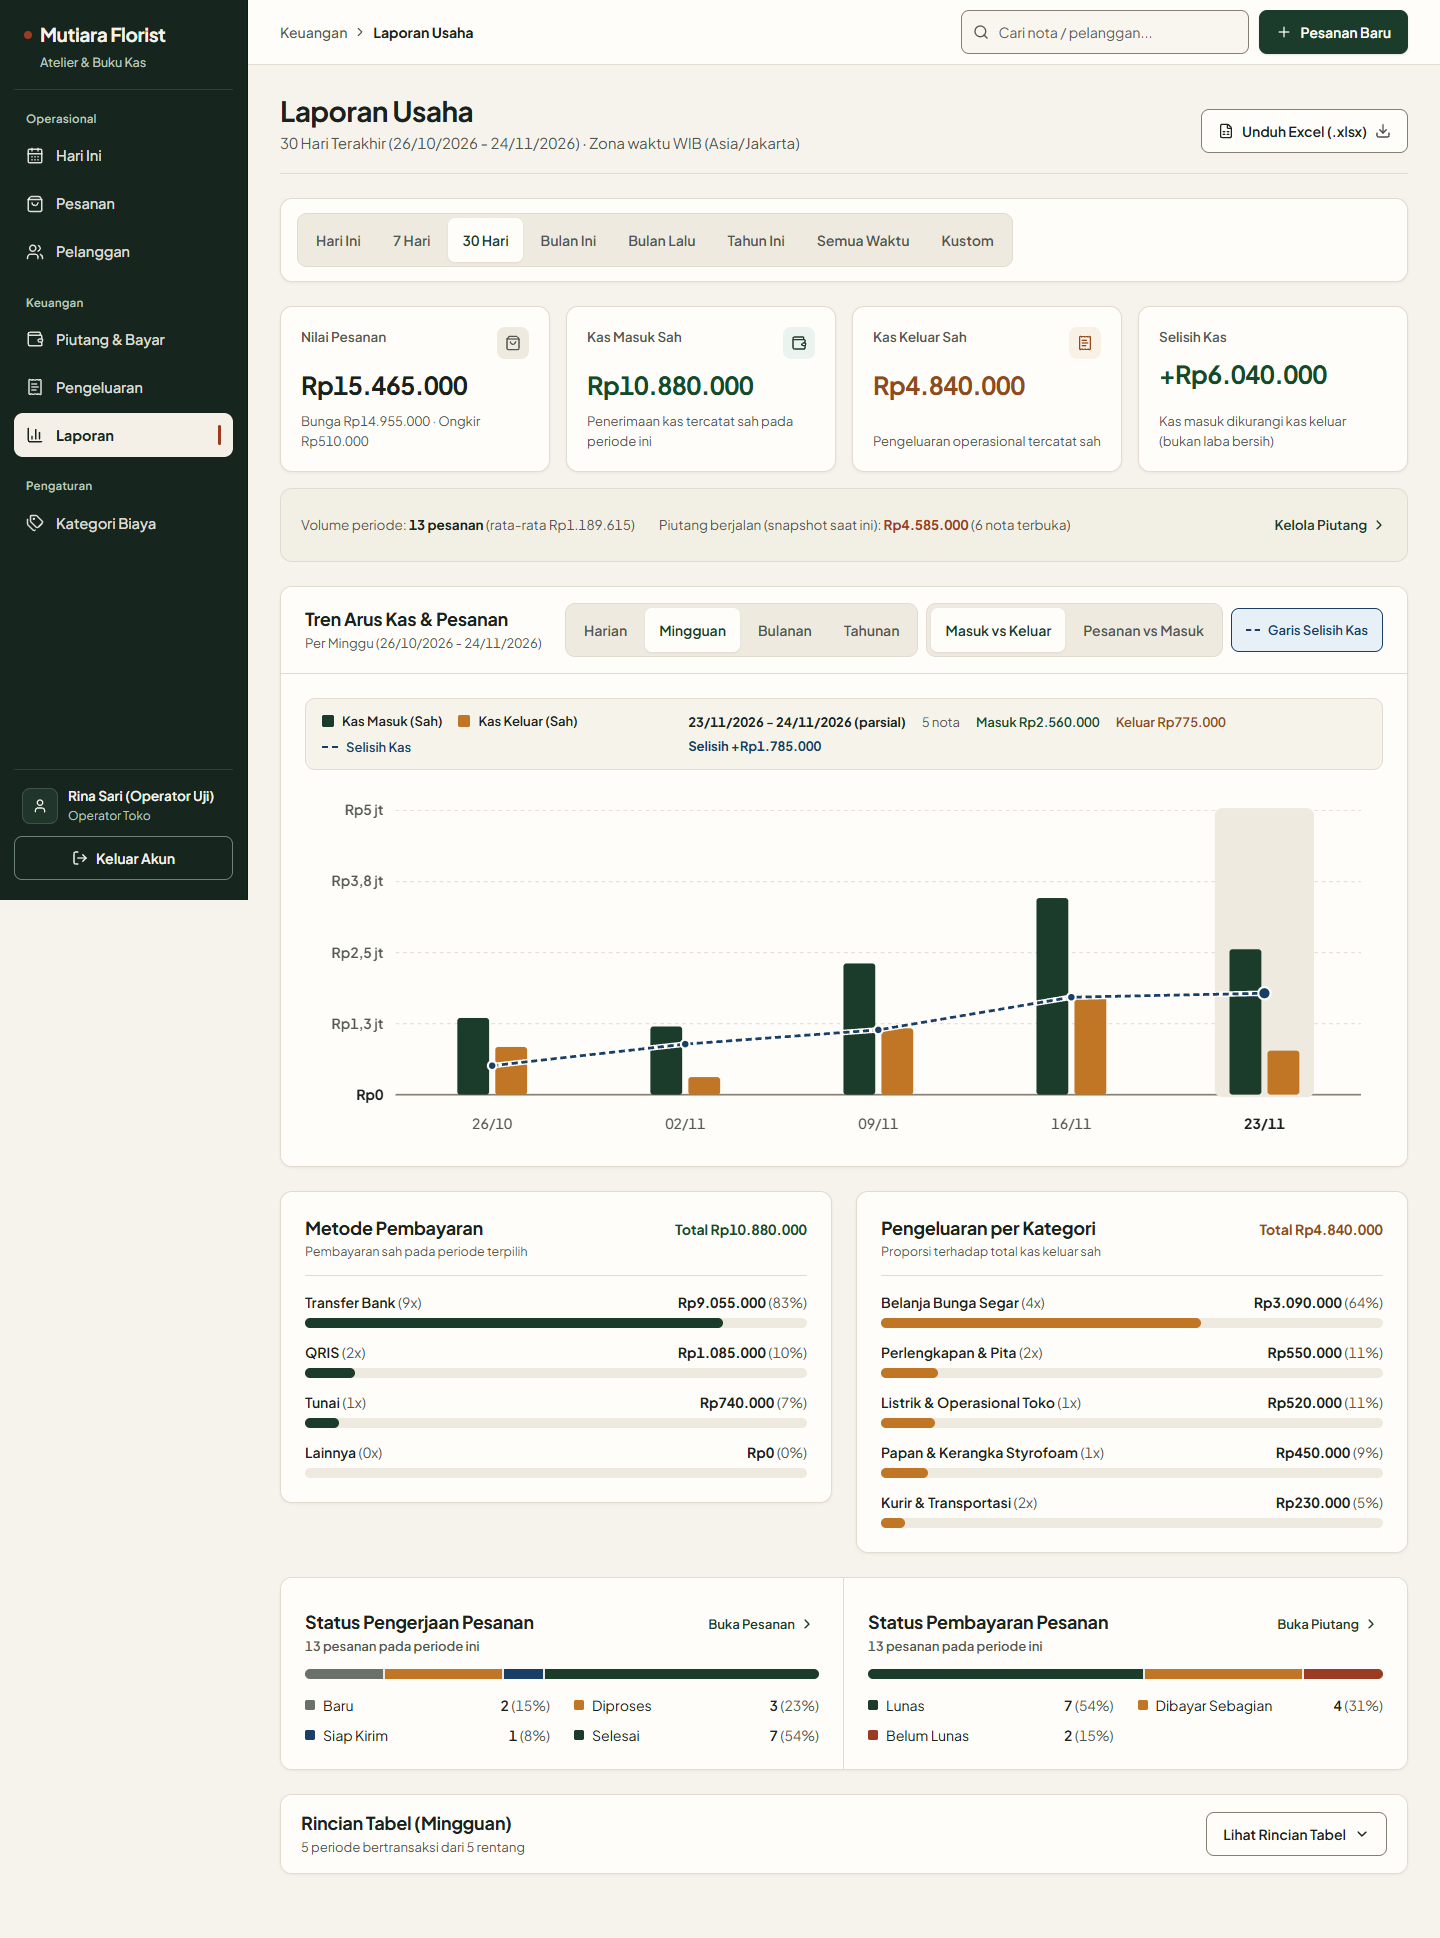 Mutiara Florist
Atelier & Buku Kas
Operasional
Hari Ini
Pesanan
Pelanggan
Keuangan
Piutang & Bayar
Pengeluaran
Laporan
Pengaturan
Kategori Biaya
Rina Sari (Operator Uji)
Operator Toko
Keluar Akun
Keuangan > Laporan Usaha
Cari nota / pelanggan...
Pesanan Baru
Laporan Usaha
30 Hari Terakhir (26/10/2026 - 24/11/2026) · Zona waktu WIB (Asia/Jakarta)
Unduh Excel (.xlsx)
Hari Ini 7 Hari 30 Hari Bulan Ini Bulan Lalu Tahun Ini Semua Waktu Kustom
Nilai Pesanan
Rp15.465.000
Bunga Rp14.955.000 · Ongkir
Rp510.000
Kas Masuk Sah
Rp10.880.000
Penerimaan kas tercatat sah pada
periode ini
Kas Keluar Sah
Rp4.840.000
Pengeluaran operasional tercatat sah
Selisih Kas
+Rp6.040.000
Kas masuk dikurangi kas keluar
(bukan laba bersih)
Volume periode: 13 pesanan (rata-rata Rp1.189.615) Piutang berjalan (snapshot saat ini): Rp4.585.000 (6 nota terbuka) Kelola Piutang
Tren Arus Kas & Pesanan
Per Minggu (26/10/2026 - 24/11/2026)
Harian Mingguan Bulanan Tahunan
Masuk vs Keluar Pesanan vs Masuk
Garis Selisih Kas
Kas Masuk (Sah) Kas Keluar (Sah)
Selisih Kas
23/11/2026 - 24/11/2026 (parsial) 5 nota Masuk Rp2.560.000 Keluar Rp775.000
Selisih +Rp1.785.000
Rp5 jt
Rp3,8 jt
Rp2,5 jt
Rp1,3 jt
Rp0
26/10 02/11 09/11 16/11 23/11
Metode Pembayaran
Total Rp10.880.000
Pembayaran sah pada periode terpilih
Transfer Bank (9x) Rp9.055.000 (83%)
QRIS (2x) Rp1.085.000 (10%)
Tunai (1x) Rp740.000 (7%)
Lainnya (0x) Rp0 (0%)
Pengeluaran per Kategori
Total Rp4.840.000
Proporsi terhadap total kas keluar sah
Belanja Bunga Segar (4x) Rp3.090.000 (64%)
Perlengkapan & Pita (2x) Rp550.000 (11%)
Listrik & Operasional Toko (1x) Rp520.000 (11%)
Papan & Kerangka Styrofoam (1x) Rp450.000 (9%)
Kurir & Transportasi (2x) Rp230.000 (5%)
Status Pengerjaan Pesanan
Buka Pesanan
13 pesanan pada periode ini
Baru 2 (15%) Diproses 3 (23%)
Siap Kirim 1 (8%) Selesai 7 (54%)
Status Pembayaran Pesanan
Buka Piutang
13 pesanan pada periode ini
Lunas 7 (54%) Dibayar Sebagian 4 (31%)
Belum Lunas 2 (15%)
Rincian Tabel (Mingguan)
5 periode bertransaksi dari 5 rentang
Lihat Rincian Tabel